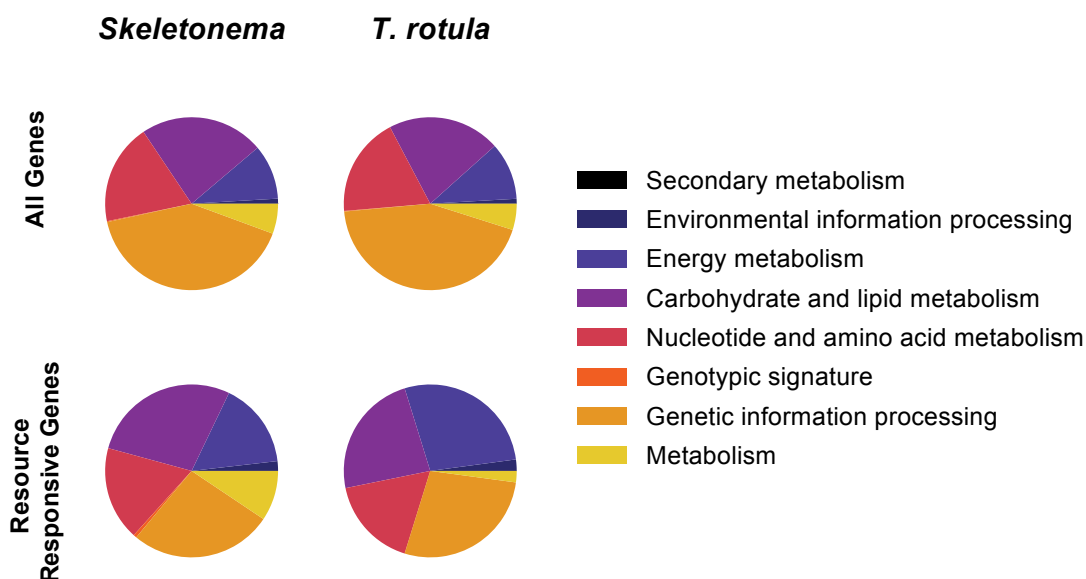 Skeletonema
T. rotula
All Genes
Resource
Responsive Genes
Secondary metabolism
Environmental information processing
Energy metabolism
Carbohydrate and lipid metabolism
Nucleotide and amino acid metabolism
Genotypic signature
Genetic information processing
Metabolism